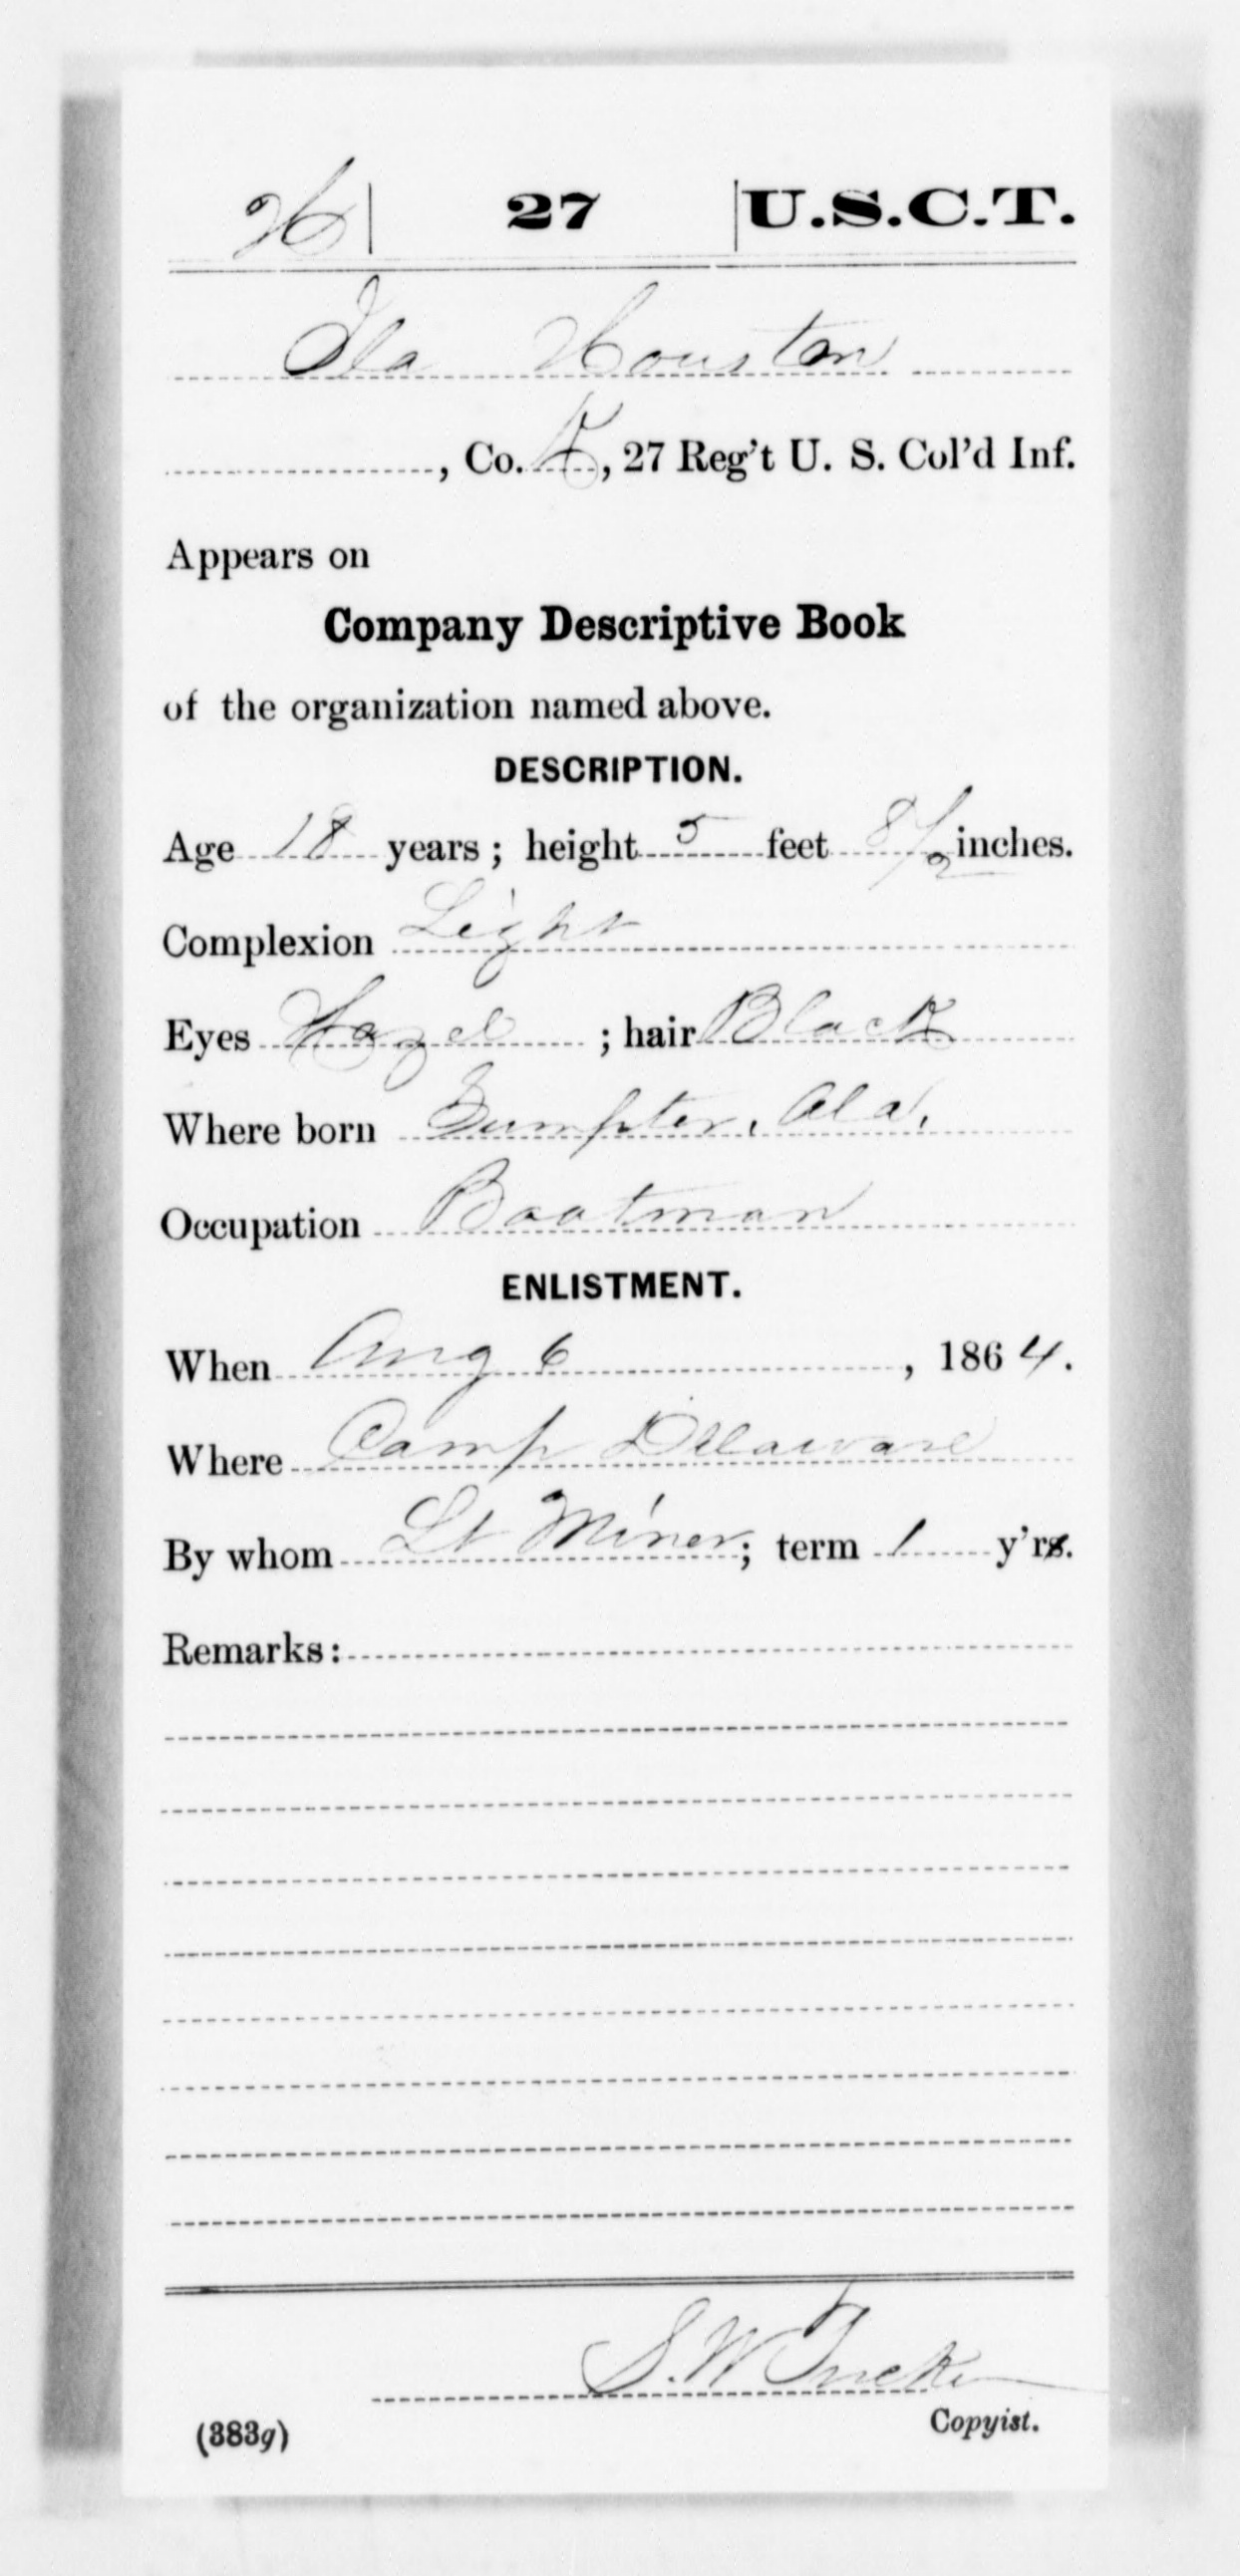 H | 27 | U.S.C.T.
Ila Houston
, Co. K, 27 Reg't U. S. Col'd Inf.
Appears on
Company Descriptive Book
of the organization named above.
DESCRIPTION.
Age 18 years; height 5 feet 8 1/2 inches.
Complexion Light
Eyes Hazel ; hair Black
Where born Sumpter, Ala.
Occupation Boatman
ENLISTMENT.
When Aug 6, 1864.
Where Camp Delaware
By whom Lt Miner; term 1 y'rs.
Remarks:
S. W. Tucker
(383g) Copyist.